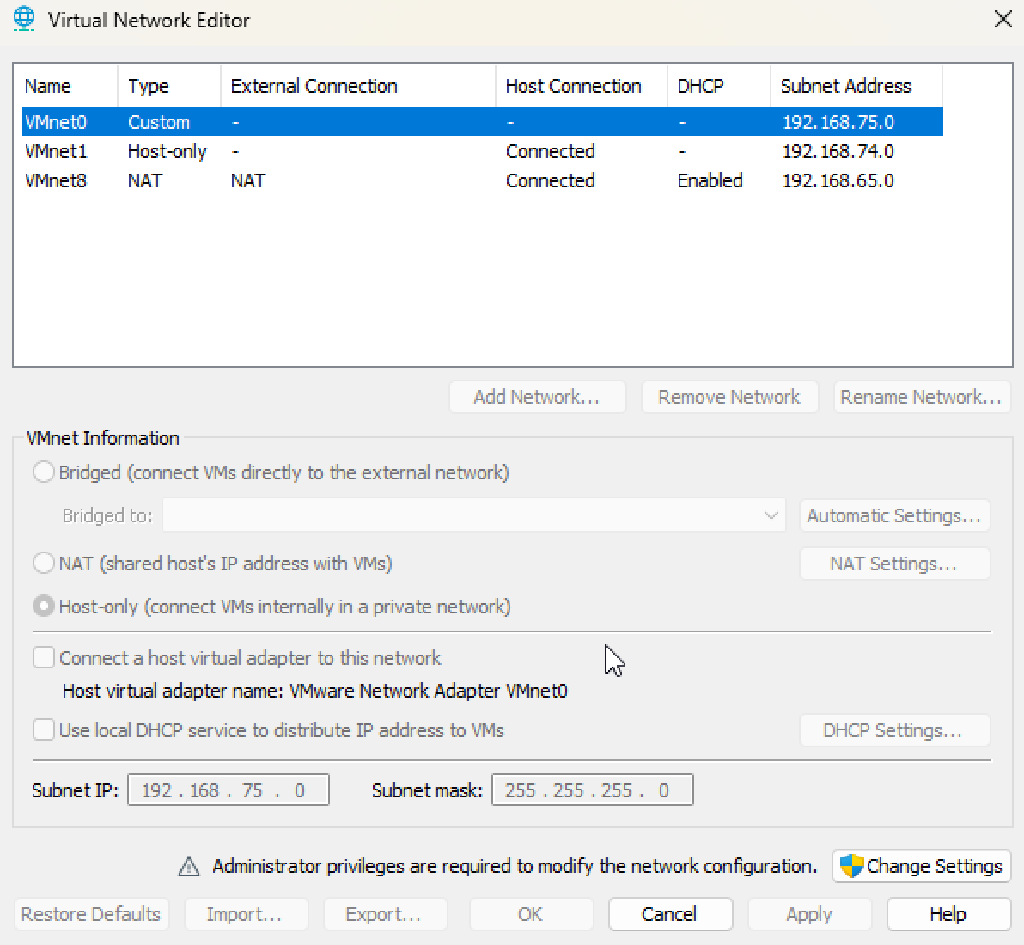 Virtual Network Editor
Name Type External Connection Host Connection DHCP Subnet Address
VMnet0 Custom - - - 192.168.75.0
VMnet1 Host-only - Connected - 192.168.74.0
VMnet8 NAT NAT Connected Enabled 192.168.65.0
Add Network... Remove Network Rename Network...
VMnet Information
Bridged (connect VMs directly to the external network)
Bridged to: Automatic Settings...
NAT (shared host's IP address with VMs) NAT Settings...
Host-only (connect VMs internally in a private network)
Connect a host virtual adapter to this network
Host virtual adapter name: VMware Network Adapter VMnet0
Use local DHCP service to distribute IP address to VMs DHCP Settings...
Subnet IP: 192 . 168 . 75 . 0 Subnet mask: 255 . 255 . 255 . 0
Administrator privileges are required to modify the network configuration. Change Settings
Restore Defaults Import... Export... OK Cancel Apply Help